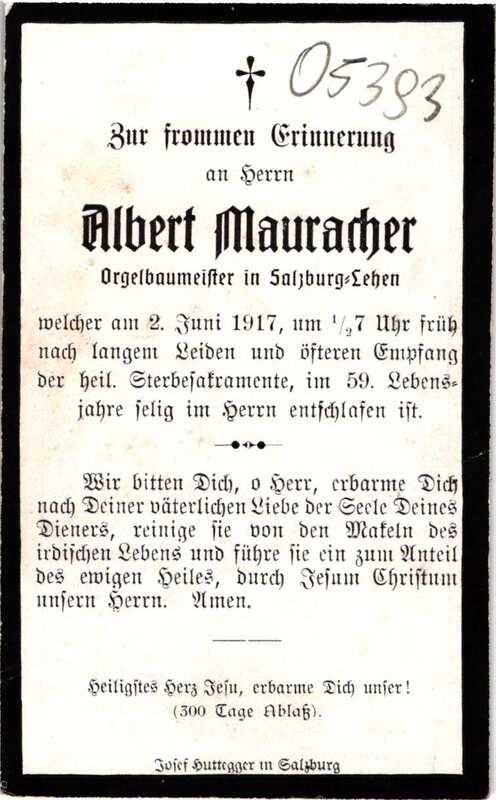 05393
Zur frommen Erinnerung
an Herrn
Albert Mauracher
Orgelbaumeister in Salzburg-Lehen
welcher am 2. Juni 1917, um 1/27 Uhr früh
nach langem Leiden und öfteren Empfang
der heil. Sterbesakramente, im 59. Lebens-
jahre selig im Herrn entschlafen ist.
Wir bitten Dich, o Herr, erbarme Dich
nach Deiner väterlichen Liebe der Seele Deines
Dieners, reinige sie von den Makeln des
irdischen Lebens und führe sie ein zum Anteil
des ewigen Heiles, durch Jesum Christum
unsern Herrn. Amen.
Heiligstes Herz Jesu, erbarme Dich unser!
(300 Tage Ablaß).
Josef Huttegger in Salzburg